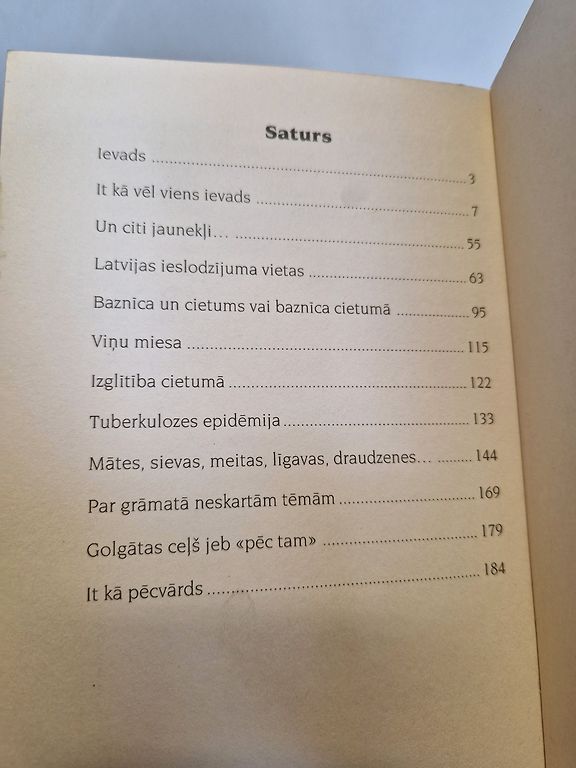 Saturs
Ievads ........ 3
It kā vēl viens ievads ........ 7
Un citi jaunekļi... ........ 55
Latvijas ieslodzījuma vietas ........ 63
Baznīca un cietums vai baznīca cietumā ........ 95
Viņu miesa ........ 115
Izglītība cietumā ........ 122
Tuberkulozes epidēmija ........ 133
Mātes, sievas, meitas, līgavas, draudzenes... ........ 144
Par grāmatā neskartām tēmām ........ 169
Golgātas ceļš jeb «pēc tam» ........ 179
It kā pēcvārds ........ 184